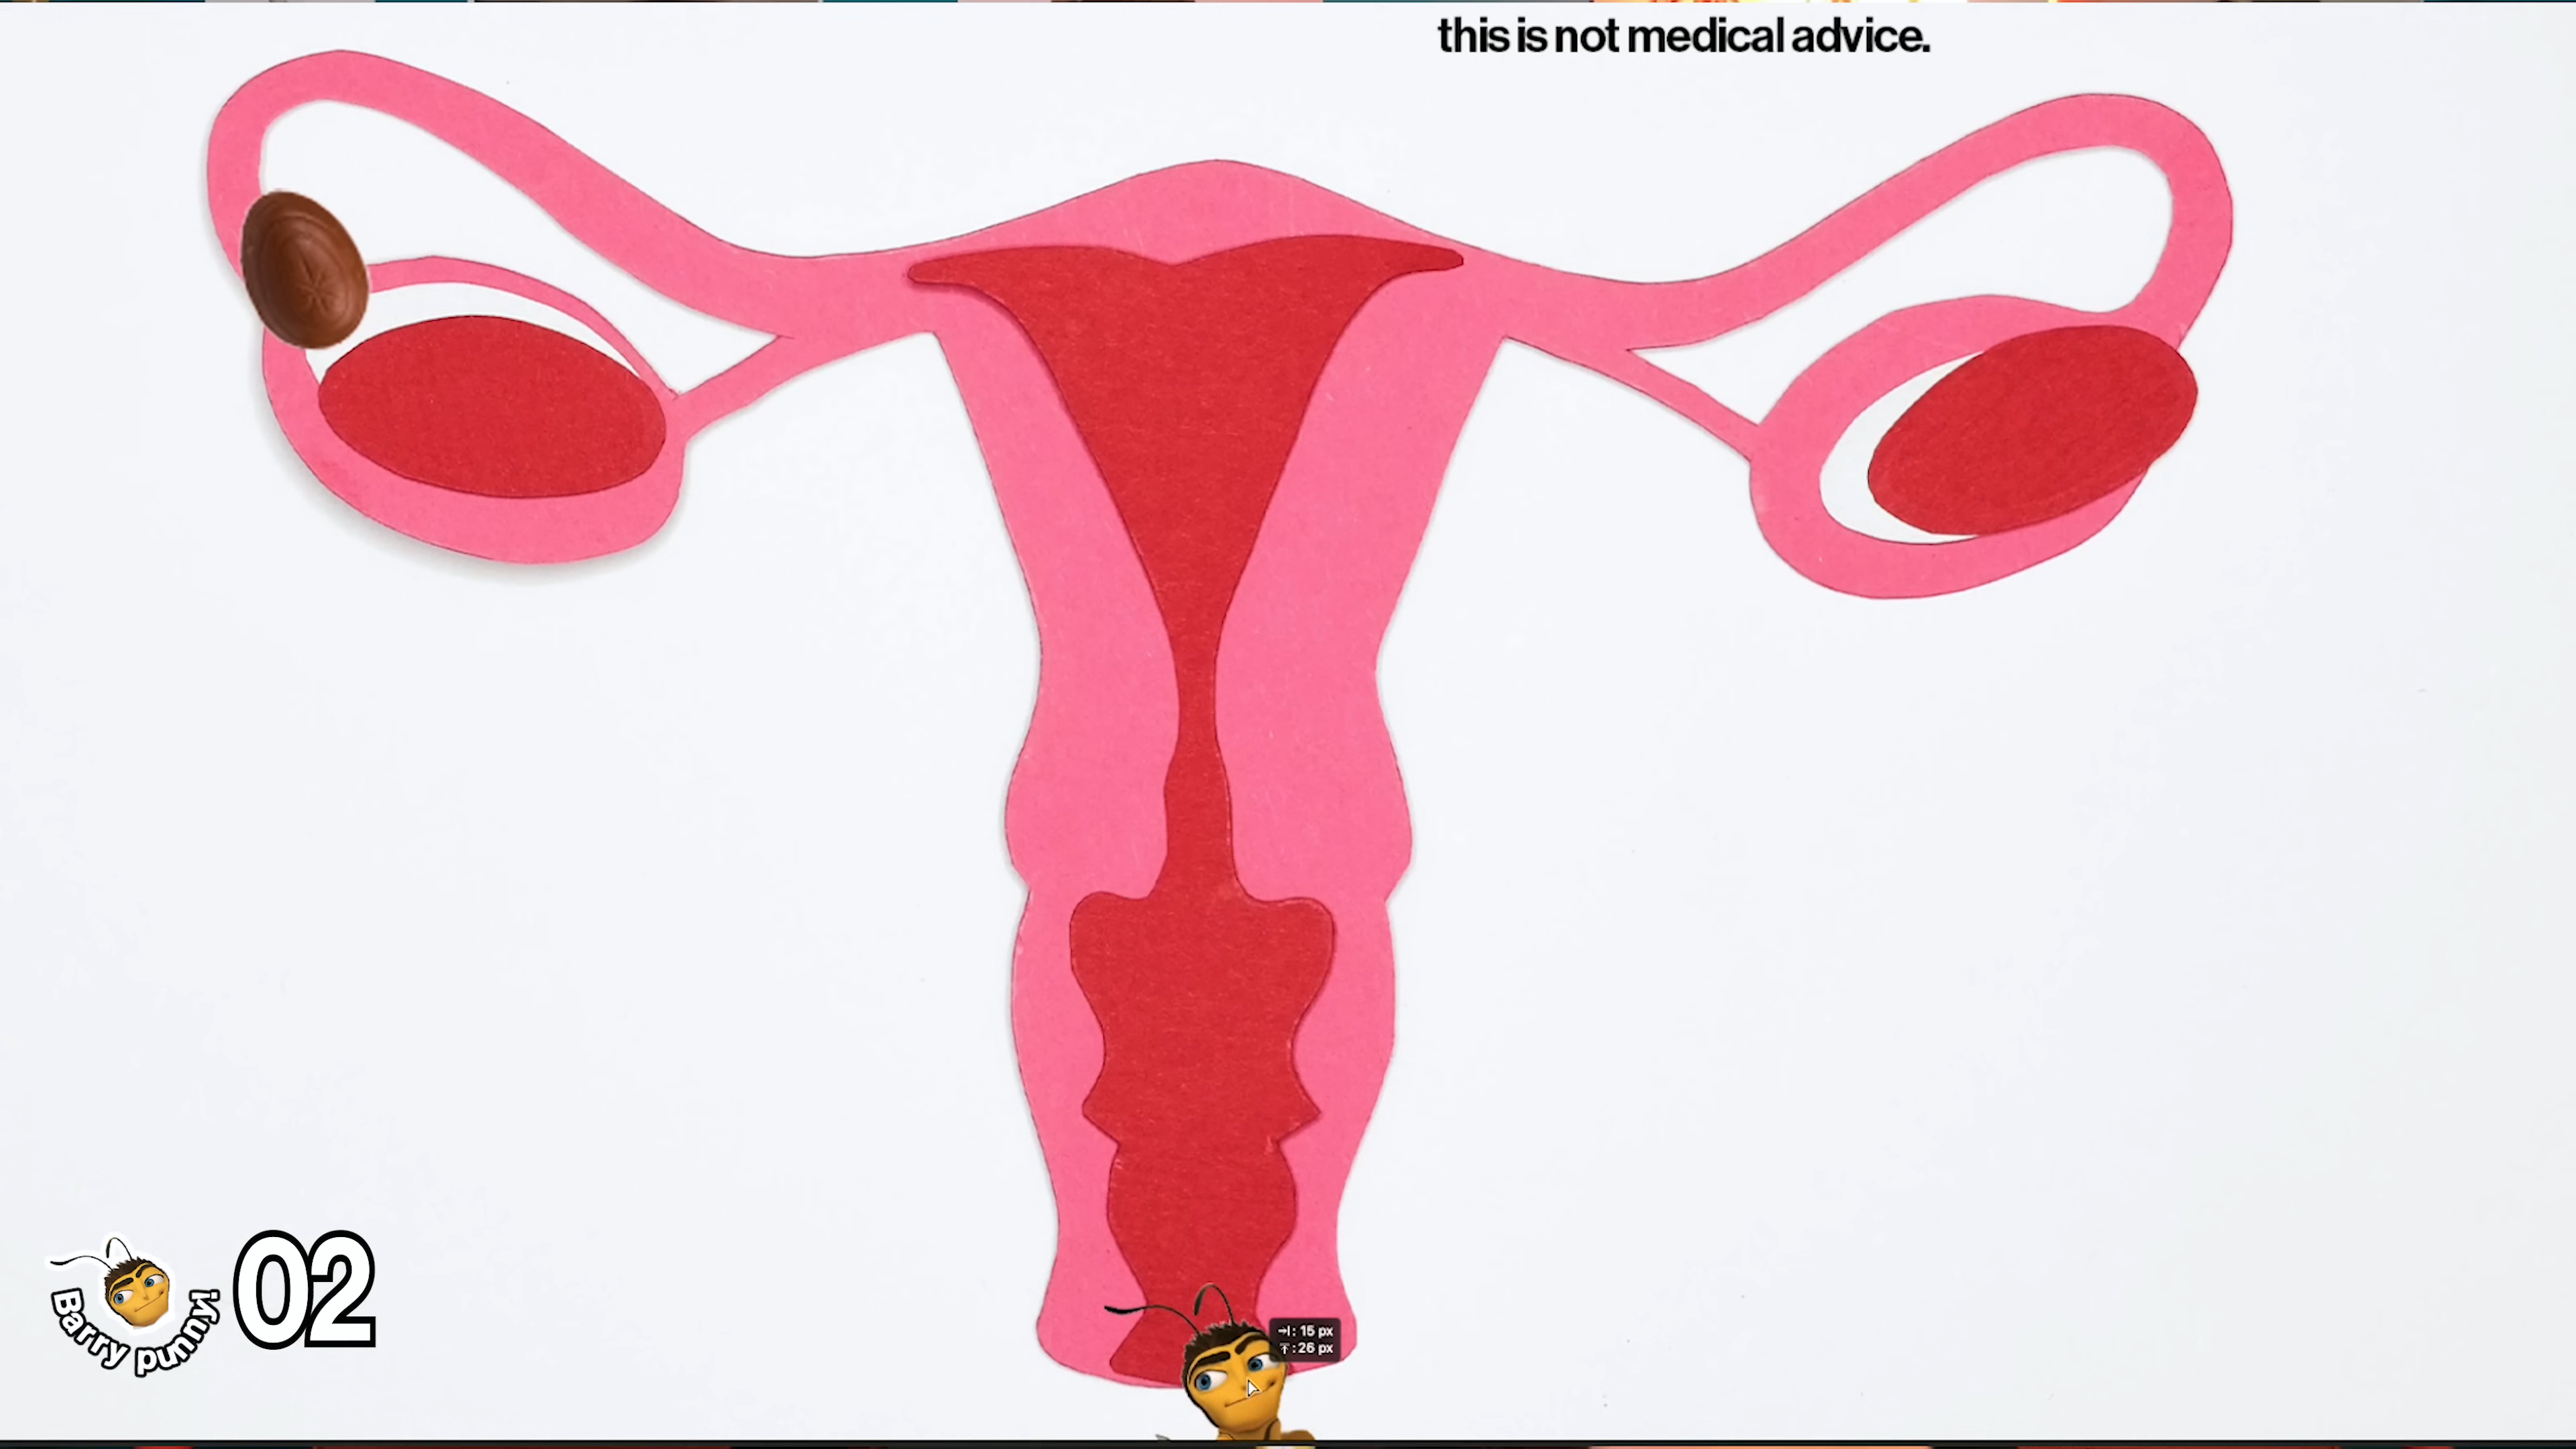 this is not medical advice.
Barry punny!
02
→I: 15 px
↑: 26 px